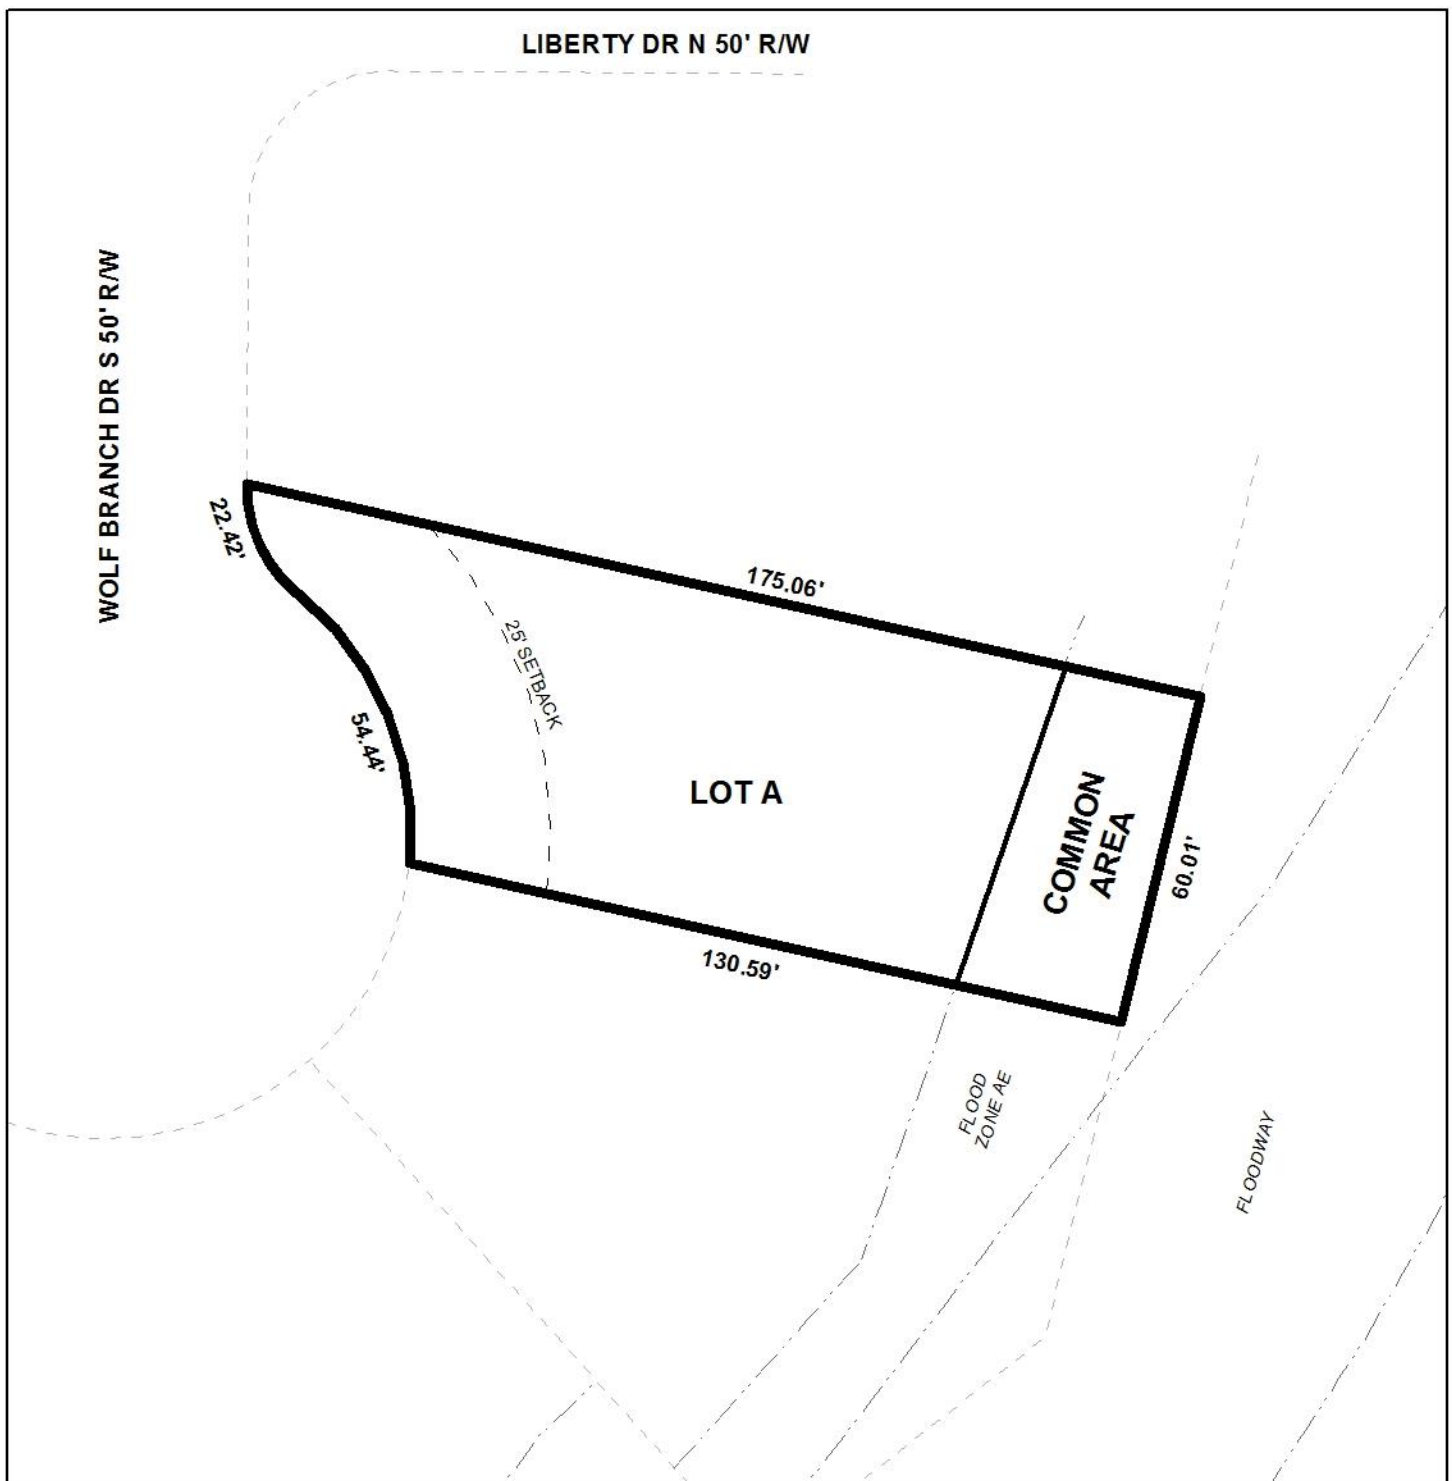 LIBERTY DR N 50' R/W
WOLF BRANCH DR S 50' R/W
22.42'
175.06'
25' SETBACK
54.44'
LOT A
COMMON
AREA
60.01'
130.59'
FLOOD
ZONE AE
FLOODWAY